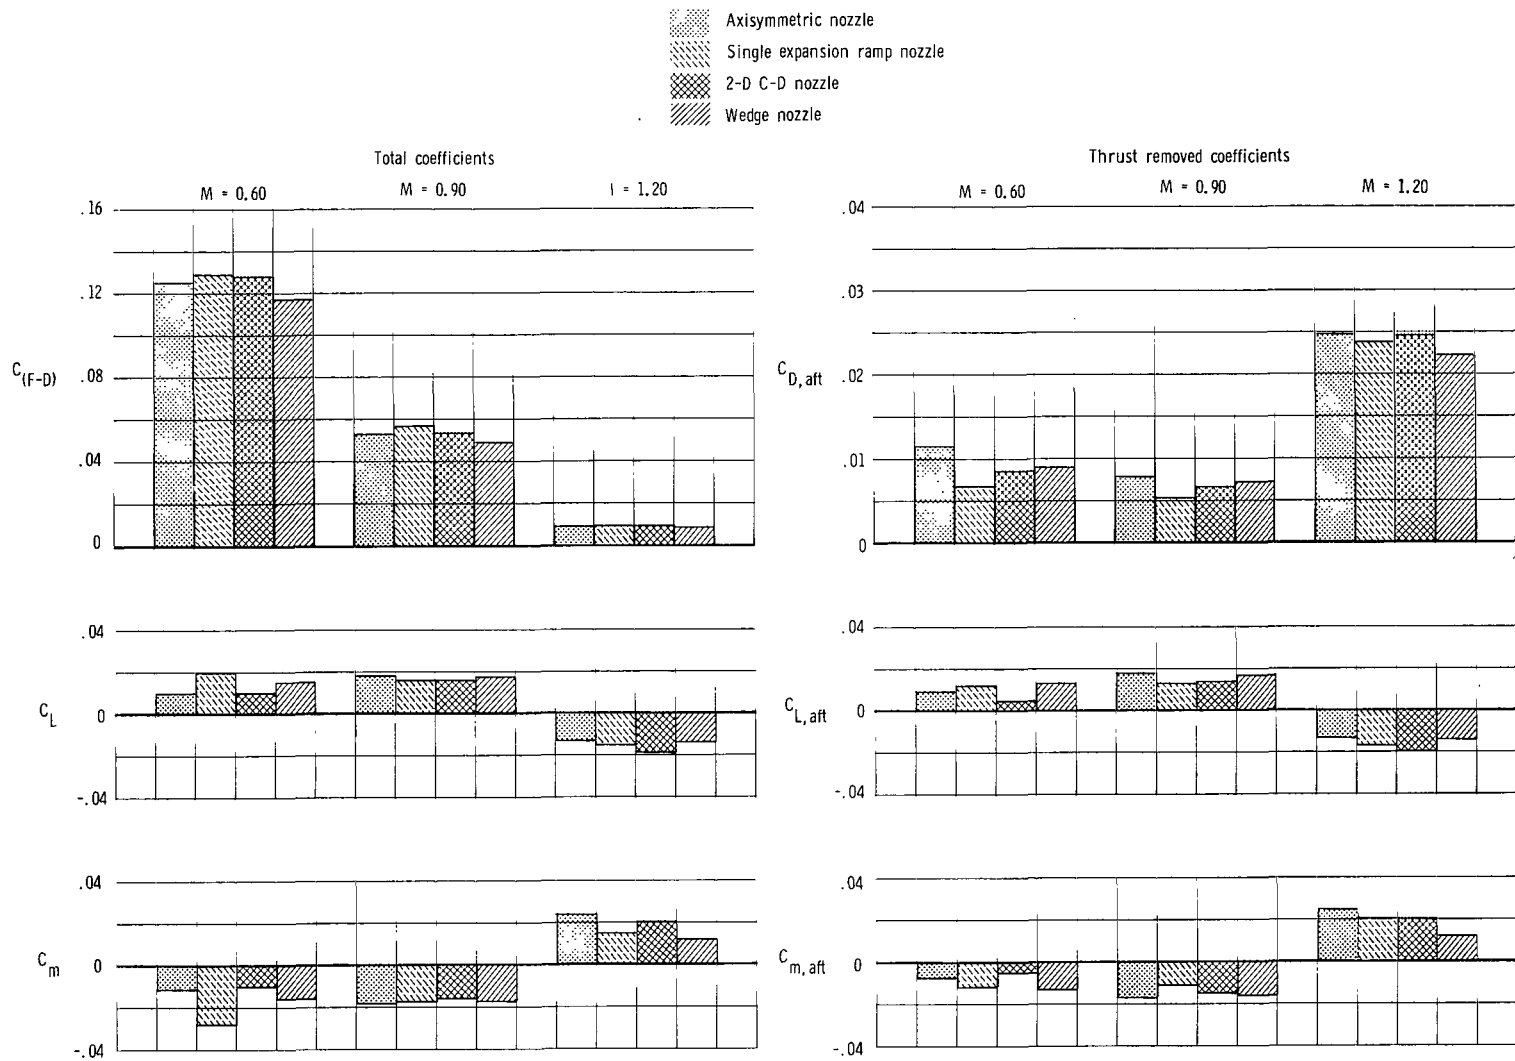 Axisymmetric nozzle
Single expansion ramp nozzle
2-D C-D nozzle
Wedge nozzle
Total coefficients
M = 0.60
M = 0.90
I = 1.20
.16
.12
C(F-D)
.08
.04
0
.04
CL
0
-.04
.04
Cm
0
-.04
Thrust removed coefficients
M = 0.60
M = 0.90
M = 1.20
.04
.03
CD, aft
.02
.01
0
.04
CL, aft
0
-.04
.04
Cm, aft
0
-.04